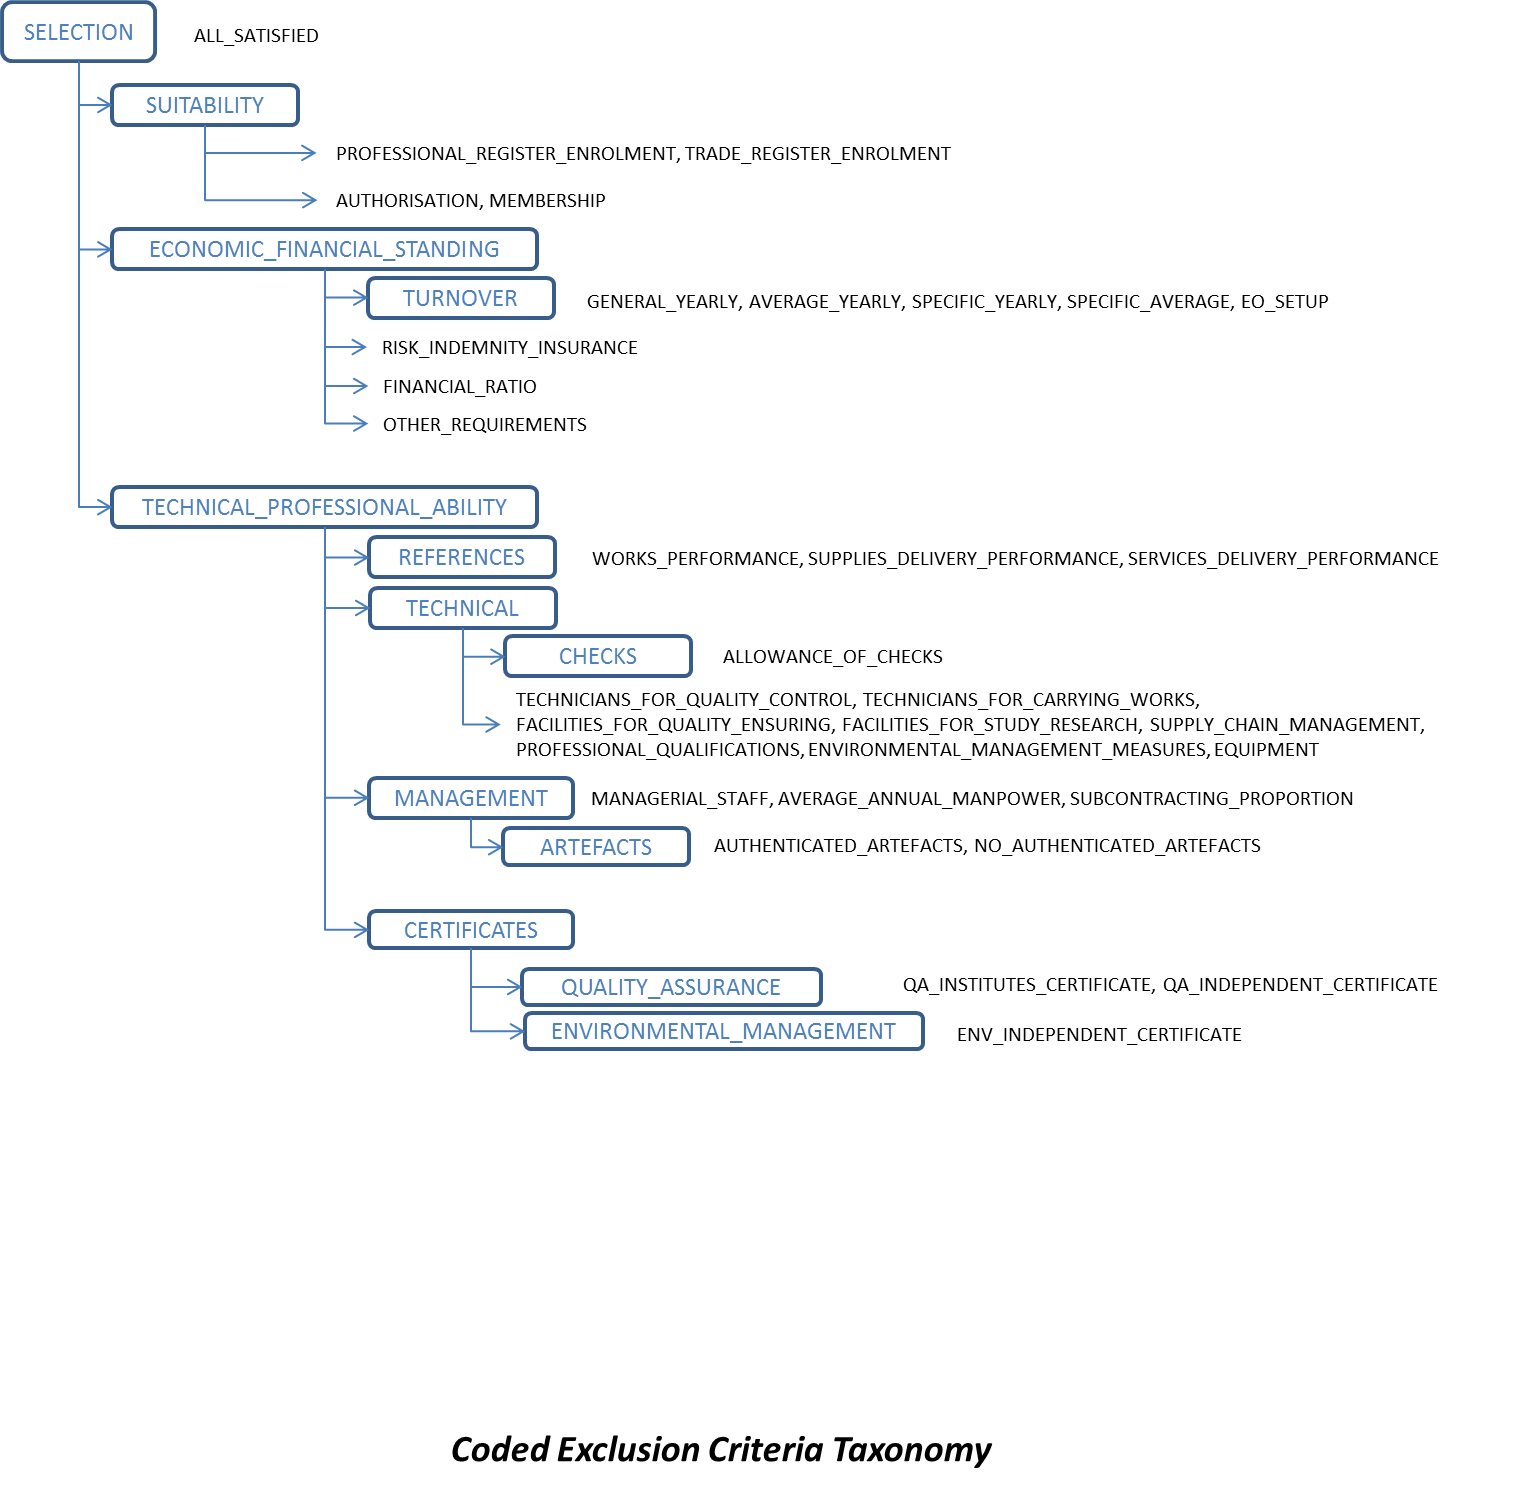 SELECTION ALL_SATISFIED
SUITABILITY
PROFESSIONAL_REGISTER_ENROLMENT, TRADE_REGISTER_ENROLMENT
AUTHORISATION, MEMBERSHIP
ECONOMIC_FINANCIAL_STANDING
TURNOVER GENERAL_YEARLY, AVERAGE_YEARLY, SPECIFIC_YEARLY, SPECIFIC_AVERAGE, EO_SETUP
RISK_INDEMNITY_INSURANCE
FINANCIAL_RATIO
OTHER_REQUIREMENTS
TECHNICAL_PROFESSIONAL_ABILITY
REFERENCES WORKS_PERFORMANCE, SUPPLIES_DELIVERY_PERFORMANCE, SERVICES_DELIVERY_PERFORMANCE
TECHNICAL
CHECKS ALLOWANCE_OF_CHECKS
TECHNICIANS_FOR_QUALITY_CONTROL, TECHNICIANS_FOR_CARRYING_WORKS,
FACILITIES_FOR_QUALITY_ENSURING, FACILITIES_FOR_STUDY_RESEARCH, SUPPLY_CHAIN_MANAGEMENT,
PROFESSIONAL_QUALIFICATIONS, ENVIRONMENTAL_MANAGEMENT_MEASURES, EQUIPMENT
MANAGEMENT MANAGERIAL_STAFF, AVERAGE_ANNUAL_MANPOWER, SUBCONTRACTING_PROPORTION
ARTEFACTS AUTHENTICATED_ARTEFACTS, NO_AUTHENTICATED_ARTEFACTS
CERTIFICATES
QUALITY_ASSURANCE QA_INSTITUTES_CERTIFICATE, QA_INDEPENDENT_CERTIFICATE
ENVIRONMENTAL_MANAGEMENT ENV_INDEPENDENT_CERTIFICATE
Coded Exclusion Criteria Taxonomy